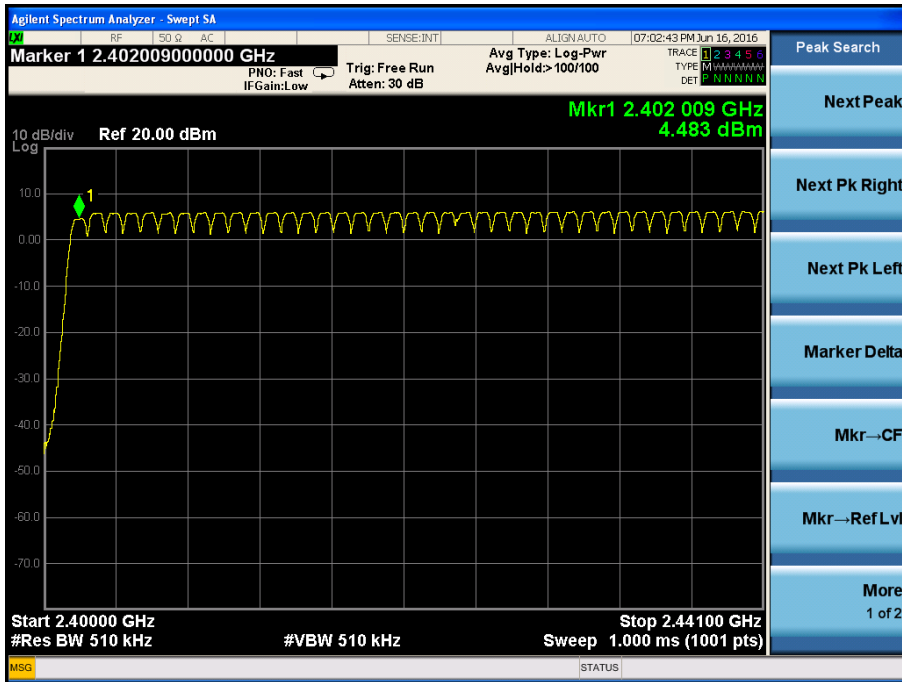 Agilent Spectrum Analyzer - Swept SA
LXI RF 50 Ω AC SENSE:INT ALIGN AUTO 07:02:43 PM Jun 16, 2016
Marker 1 2.402009000000 GHz
PNO: Fast
IFGain:Low
Trig: Free Run
Atten: 30 dB
Avg Type: Log-Pwr
Avg|Hold:>100/100
TRACE 1 2 3 4 5 6
TYPE M WWWWW
DET P N N N N N
Peak Search
Mkr1 2.402 009 GHz
4.483 dBm
10 dB/div Ref 20.00 dBm
Log
1
10.0
0.00
-10.0
-20.0
-30.0
-40.0
-50.0
-60.0
-70.0
Start 2.40000 GHz Stop 2.44100 GHz
#Res BW 510 kHz #VBW 510 kHz Sweep 1.000 ms (1001 pts)
MSG STATUS
Next Peak
Next Pk Right
Next Pk Left
Marker Delta
Mkr→CF
Mkr→Ref Lvl
More
1 of 2